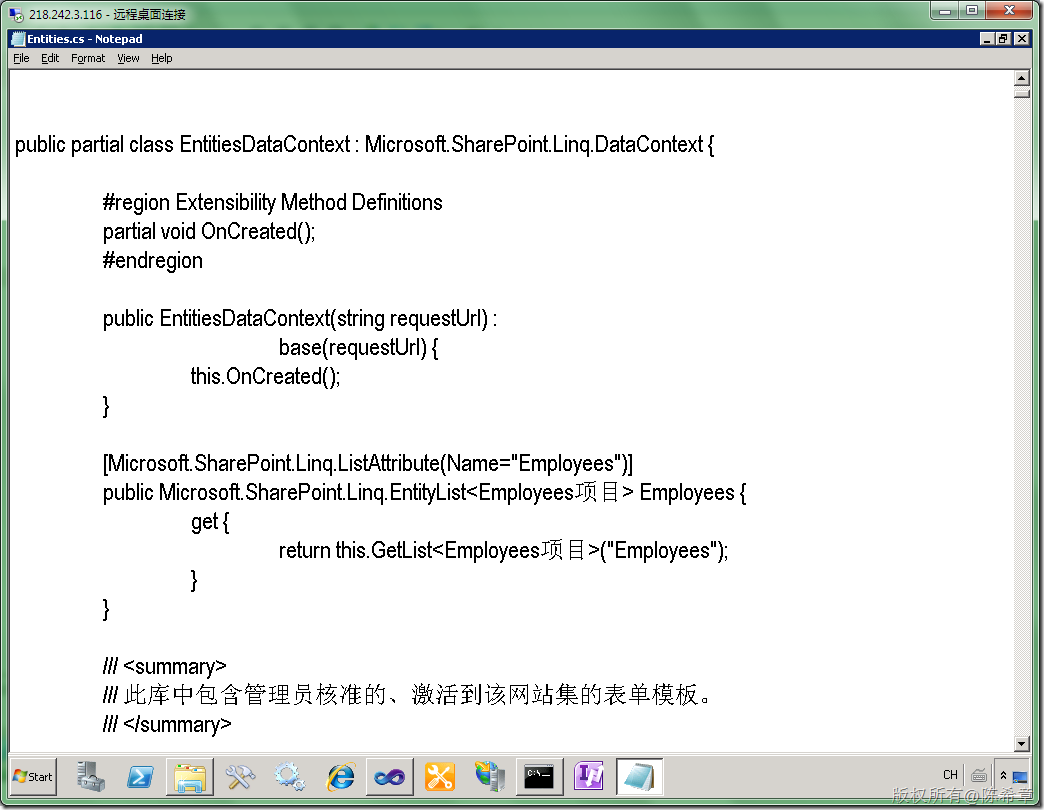 218.242.3.116 - 远程桌面连接
Entities.cs - Notepad
File Edit Format View Help
public partial class EntitiesDataContext : Microsoft.SharePoint.Linq.DataContext {
#region Extensibility Method Definitions
partial void OnCreated();
#endregion
public EntitiesDataContext(string requestUrl) :
base(requestUrl) {
this.OnCreated();
}
[Microsoft.SharePoint.Linq.ListAttribute(Name="Employees")]
public Microsoft.SharePoint.Linq.EntityList<Employees项目> Employees {
get {
return this.GetList<Employees项目>("Employees");
}
}
/// <summary>
/// 此库中包含管理员核准的、激活到该网站集的表单模板。
/// </summary>
Start
C:\_
CH
版权所有@陈希章